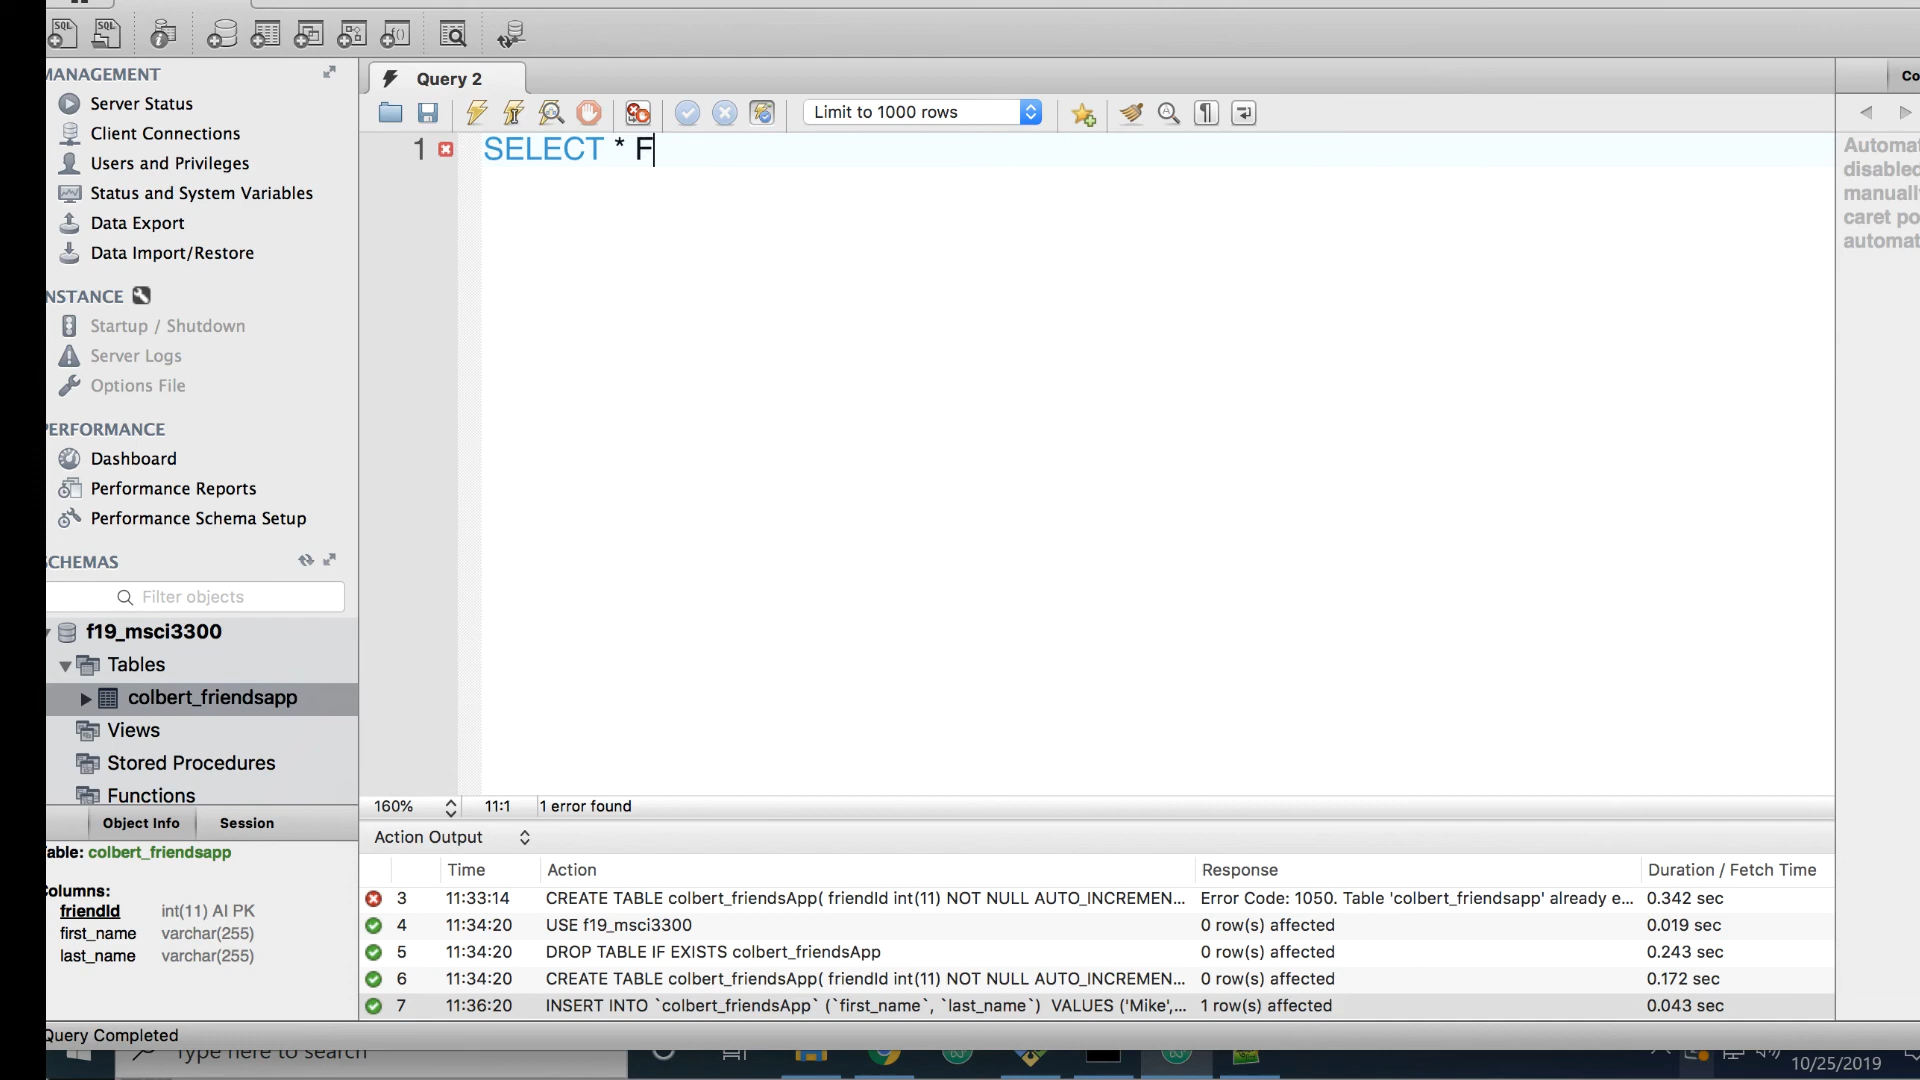 SQL
SQL
Query 2
Co
Limit to 1000 rows
MANAGEMENT
Server Status
Client Connections
Users and Privileges
Status and System Variables
Data Export
Data Import/Restore
NSTANCE
Startup / Shutdown
Server Logs
Options File
PERFORMANCE
Dashboard
Performance Reports
Performance Schema Setup
SCHEMAS
Filter objects
f19_msci3300
Tables
colbert_friendsapp
Views
Stored Procedures
Functions
Object Info
Session
able: colbert_friendsapp
olumns:
friendId int(11) AI PK
first_name varchar(255)
last_name varchar(255)
1 SELECT * F
Automat
disabled
manuall
caret po
automat
160% 11:1 1 error found
Action Output
Time Action Response Duration / Fetch Time
3 11:33:14 CREATE TABLE colbert_friendsApp( friendId int(11) NOT NULL AUTO_INCREMEN... Error Code: 1050. Table 'colbert_friendsapp' already e... 0.342 sec
4 11:34:20 USE f19_msci3300 0 row(s) affected 0.019 sec
5 11:34:20 DROP TABLE IF EXISTS colbert_friendsApp 0 row(s) affected 0.243 sec
6 11:34:20 CREATE TABLE colbert_friendsApp( friendId int(11) NOT NULL AUTO_INCREMEN... 0 row(s) affected 0.172 sec
7 11:36:20 INSERT INTO `colbert_friendsApp` (`first_name`, `last_name`) VALUES ('Mike',... 1 row(s) affected 0.043 sec
Query Completed
Type here to search
10/25/2019